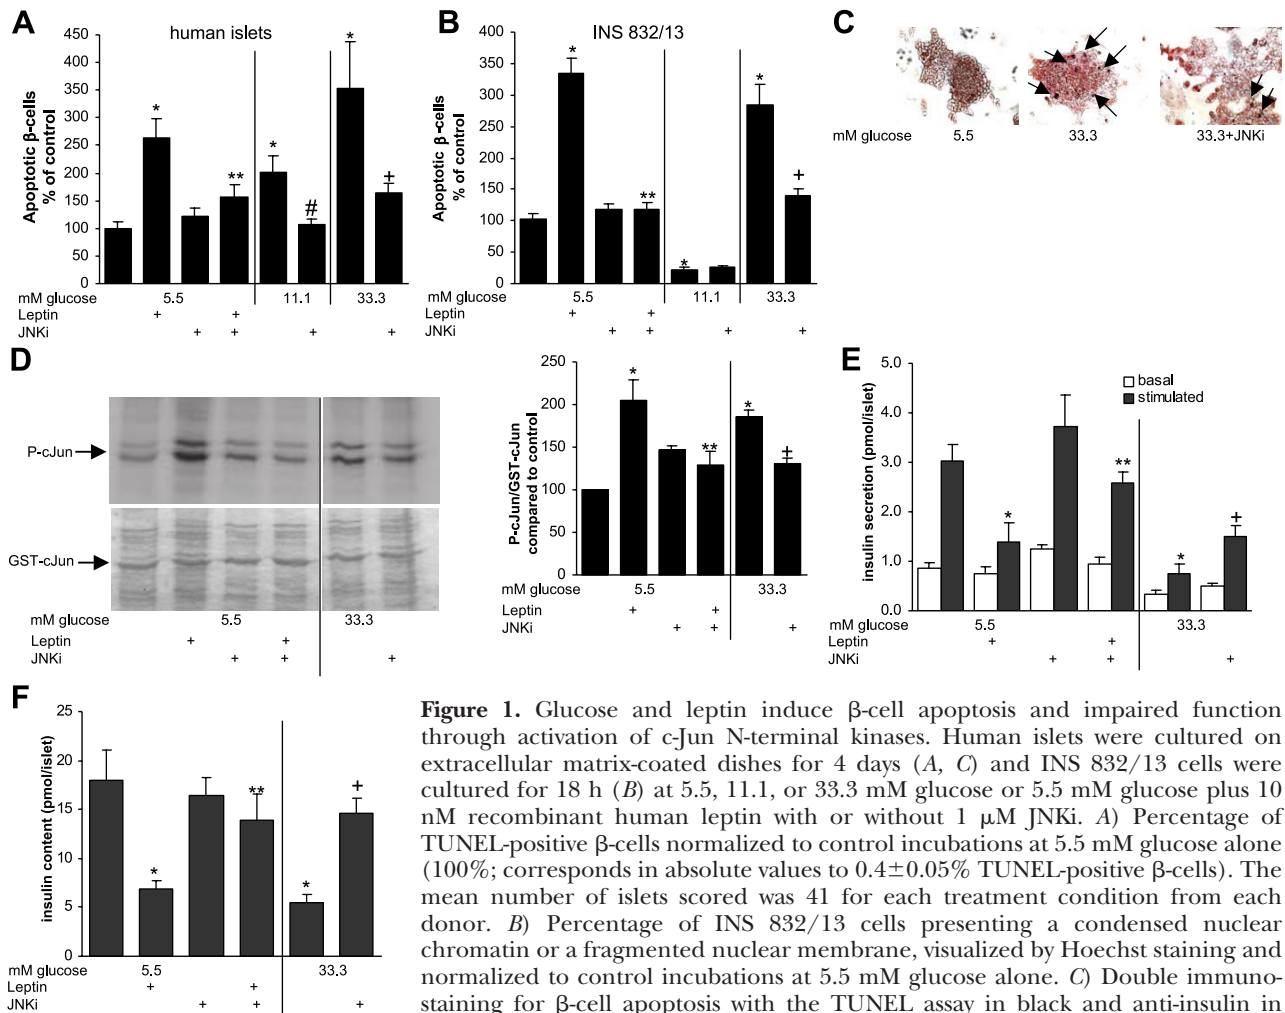 A
human islets
Apoptotic β-cells
% of control
450
400
350
300
250
200
150
100
50
0
*
**
*
#
*
+
mM glucose 5.5 11.1 33.3
Leptin + +
JNKi + + + +
B
INS 832/13
Apoptotic β-cells
% of control
400
350
300
250
200
150
100
50
0
*
**
*
*
+
mM glucose 5.5 11.1 33.3
Leptin + +
JNKi + + + +
C
mM glucose 5.5 33.3 33.3+JNKi
D
P-cJun
GST-cJun
mM glucose 5.5 33.3
Leptin + +
JNKi + + +
P-cJun/GST-cJun
compared to control
250
200
150
100
50
0
*
**
*
+
mM glucose 5.5 33.3
Leptin + +
JNKi + + +
E
insulin secretion (pmol/islet)
5.0
4.0
3.0
2.0
1.0
0.0
basal
stimulated
*
**
*
+
mM glucose 5.5 33.3
Leptin + +
JNKi + + +
F
insulin content (pmol/islet)
25
20
15
10
5
0
*
**
*
+
mM glucose 5.5 33.3
Leptin + +
JNKi + + +
Figure 1. Glucose and leptin induce β-cell apoptosis and impaired function
through activation of c-Jun N-terminal kinases. Human islets were cultured on
extracellular matrix-coated dishes for 4 days (A, C) and INS 832/13 cells were
cultured for 18 h (B) at 5.5, 11.1, or 33.3 mM glucose or 5.5 mM glucose plus 10
nM recombinant human leptin with or without 1 μM JNKi. A) Percentage of
TUNEL-positive β-cells normalized to control incubations at 5.5 mM glucose alone
(100%; corresponds in absolute values to 0.4±0.05% TUNEL-positive β-cells). The
mean number of islets scored was 41 for each treatment condition from each
donor. B) Percentage of INS 832/13 cells presenting a condensed nuclear
chromatin or a fragmented nuclear membrane, visualized by Hoechst staining and
normalized to control incubations at 5.5 mM glucose alone. C) Double immuno-
staining for β-cell apoptosis with the TUNEL assay in black and anti-insulin in